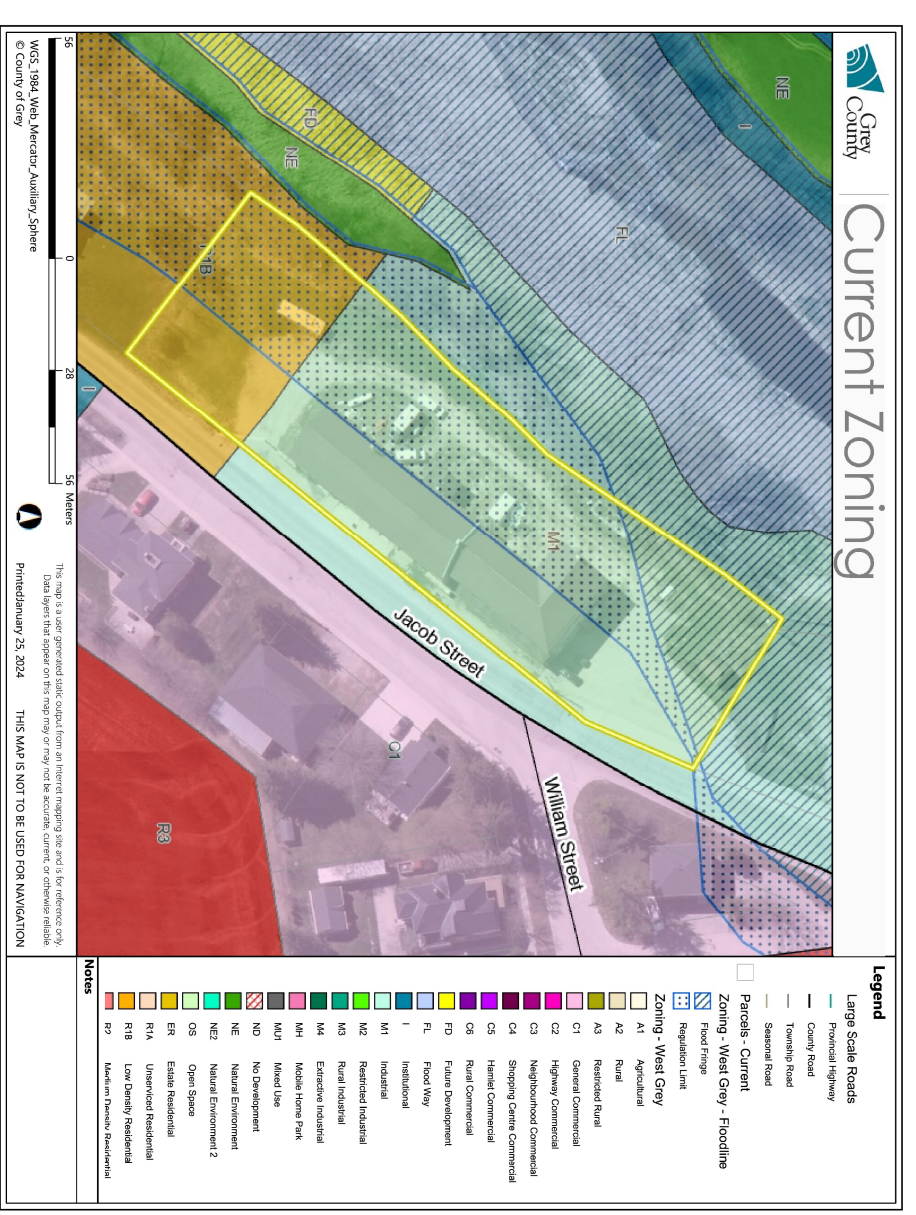 Grey
County
Current Zoning
NE
I
FL
FD
NE
R1B
M1
I
C1
R3
Jacob Street
William Street
Legend
Large Scale Roads
Provincial Highway
County Road
Township Road
Seasonal Road
Parcels - Current
Zoning - West Grey - Floodline
Flood Fringe
Regulation Limit
Zoning - West Grey
A1 Agricultural
A2 Rural
A3 Restricted Rural
C1 General Commercial
C2 Highway Commercial
C3 Neighbourhood Commercial
C4 Shopping Centre Commercial
C5 Hamlet Commercial
C6 Rural Commercial
FD Future Development
FL Flood Way
I Institutional
M1 Industrial
M2 Restricted Industrial
M3 Rural Industrial
M4 Extractive Industrial
MH Mobile Home Park
MU1 Mixed Use
ND No Development
NE Natural Environment
NE2 Natural Environment 2
OS Open Space
ER Estate Residential
R1A Unserviced Residential
R1B Low Density Residential
R2 Medium Density Residential
Notes
56 0 28 56 Meters
WGS_1984_Web_Mercator_Auxiliary_Sphere
© County of Grey
This map is a user generated static output from an Internet mapping site and is for reference only.
Data layers that appear on this map may or may not be accurate, current, or otherwise reliable.
PrintedJanuary 25, 2024 THIS MAP IS NOT TO BE USED FOR NAVIGATION